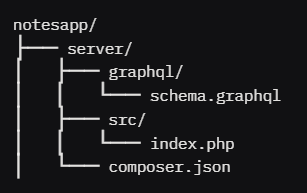 notesapp/
server/
graphql/
schema.graphql
src/
index.php
composer.json